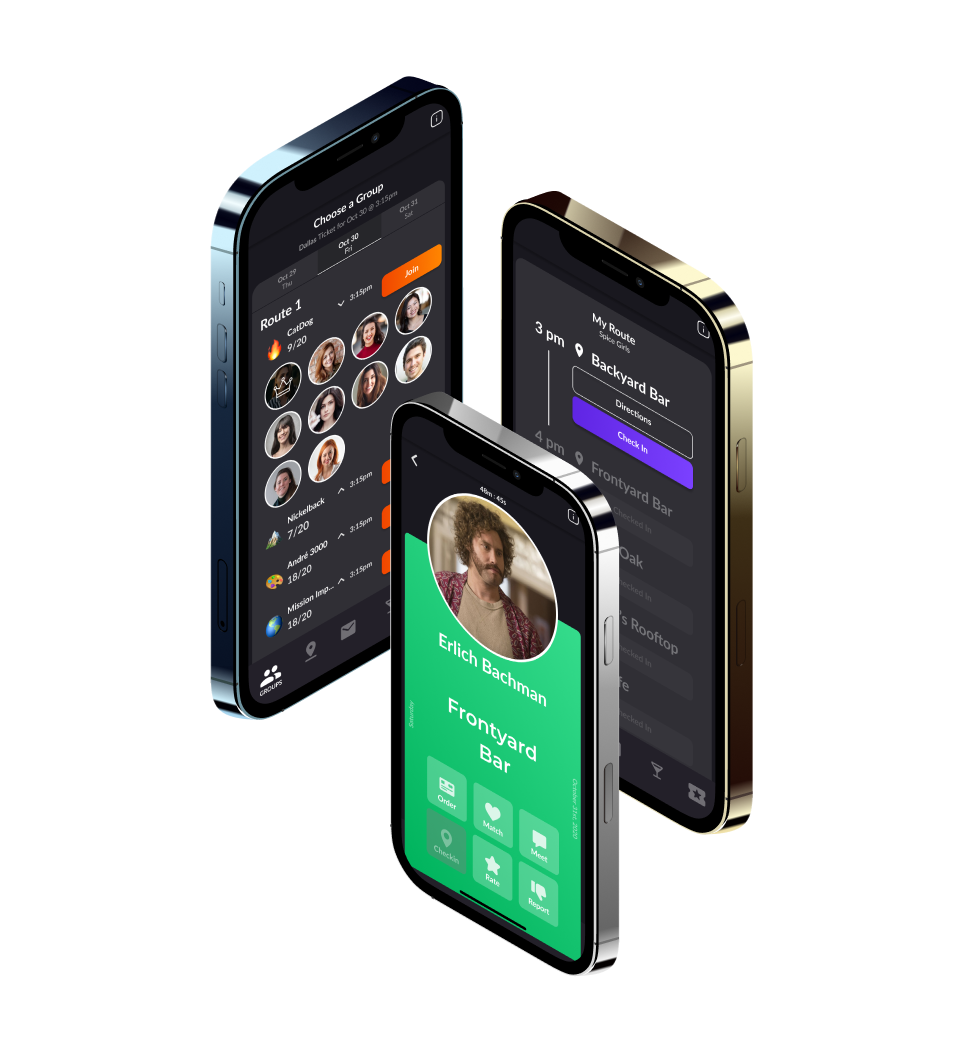 Choose a Group
Dallas Ticket for Oct 30 @ 3:15pm
Oct 29
Thu
Oct 30
Fri
Oct 31
Sat
Route 1
CatDog
9/20
3:15pm
Join
Nickelback
7/20
3:15pm
André 3000
18/20
3:15pm
Mission Imp...
18/20
3:15pm
GROUPS
My Route
Spice Girls
3 pm
Backyard Bar
Directions
Check In
4 pm
Frontyard Bar
Checked In
Oak
Checked In
's Rooftop
Checked In
fe
Checked In
48m : 45s
Erlich Bachman
Saturday
Frontyard
Bar
October 31st, 2020
Order
Match
Meet
Checkin
Rate
Report